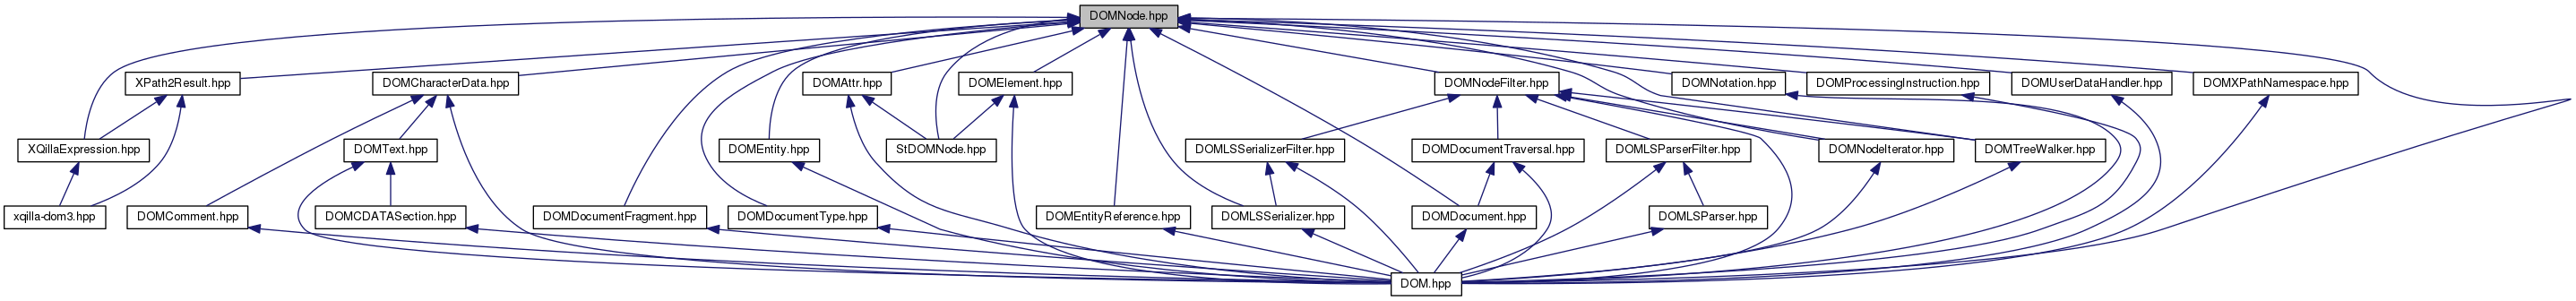 DOMNode.hpp
XPath2Result.hpp
DOMCharacterData.hpp
DOMAttr.hpp
DOMElement.hpp
DOMNodeFilter.hpp
DOMNotation.hpp
DOMProcessingInstruction.hpp
DOMUserDataHandler.hpp
DOMXPathNamespace.hpp
XQillaExpression.hpp
DOMText.hpp
DOMEntity.hpp
StDOMNode.hpp
DOMLSSerializerFilter.hpp
DOMDocumentTraversal.hpp
DOMLSParserFilter.hpp
DOMNodeIterator.hpp
DOMTreeWalker.hpp
xqilla-dom3.hpp
DOMComment.hpp
DOMCDATASection.hpp
DOMDocumentFragment.hpp
DOMDocumentType.hpp
DOMEntityReference.hpp
DOMLSSerializer.hpp
DOMDocument.hpp
DOMLSParser.hpp
DOM.hpp